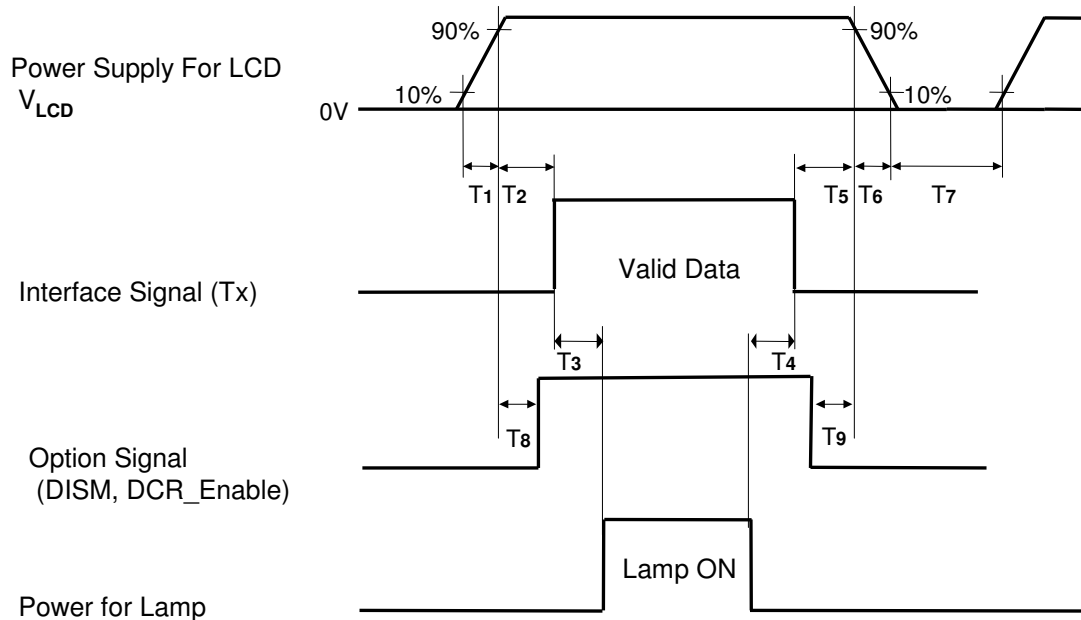 90%
90%
Power Supply For LCD
VLCD
10%
10%
0V
T1 T2
T5 T6
T7
Valid Data
Interface Signal (Tx)
T3
T4
T8
T9
Option Signal
(DISM, DCR_Enable)
Lamp ON
Power for Lamp